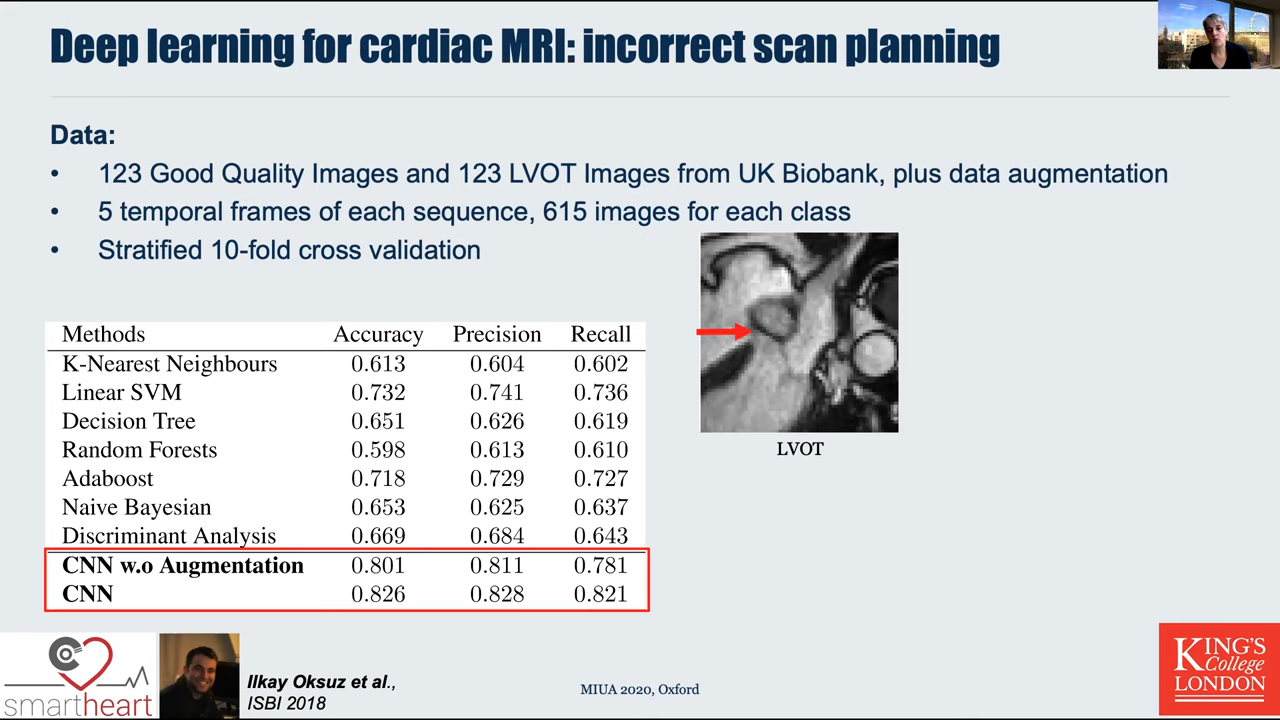 Deep learning for cardiac MRI: incorrect scan planning
Data:
• 123 Good Quality Images and 123 LVOT Images from UK Biobank, plus data augmentation
• 5 temporal frames of each sequence, 615 images for each class
• Stratified 10-fold cross validation
Methods Accuracy Precision Recall
K-Nearest Neighbours 0.613 0.604 0.602
Linear SVM 0.732 0.741 0.736
Decision Tree 0.651 0.626 0.619
Random Forests 0.598 0.613 0.610
Adaboost 0.718 0.729 0.727
Naive Bayesian 0.653 0.625 0.637
Discriminant Analysis 0.669 0.684 0.643
CNN w.o Augmentation 0.801 0.811 0.781
CNN 0.826 0.828 0.821
LVOT
smartheart
Ilkay Oksuz et al.,
ISBI 2018
MIUA 2020, Oxford
KING'S
College
LONDON